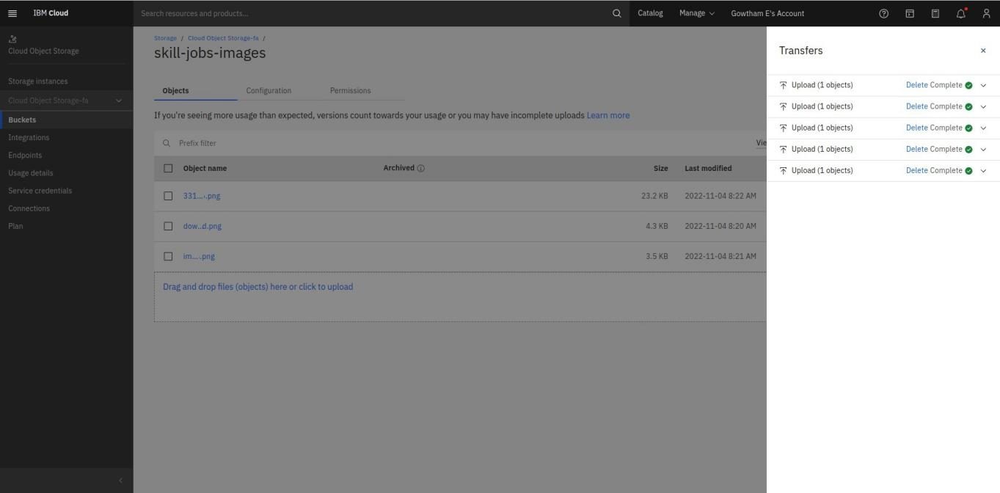 IBM Cloud
Search resources and products...
Catalog
Manage
Gowtham E's Account
Cloud Object Storage
Storage instances
Cloud Object Storage-fa
Buckets
Integrations
Endpoints
Usage details
Service credentials
Connections
Plan
Storage / Cloud Object Storage-fa /
skill-jobs-images
Objects Configuration Permissions
If you're seeing more usage than expected, versions count towards your usage or you may have incomplete uploads Learn more
Prefix filter Vie
Object name Archived Size Last modified
331....png 23.2 KB 2022-11-04 8:22 AM
dow...d.png 4.3 KB 2022-11-04 8:20 AM
im....png 3.5 KB 2022-11-04 8:21 AM
Drag and drop files (objects) here or click to upload
Transfers
Upload (1 objects) Delete Complete
Upload (1 objects) Delete Complete
Upload (1 objects) Delete Complete
Upload (1 objects) Delete Complete
Upload (1 objects) Delete Complete